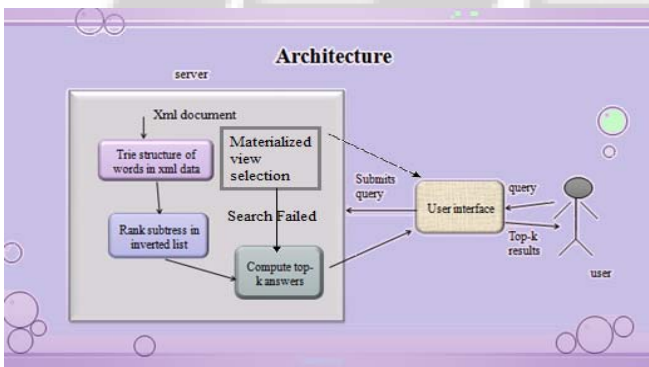 Architecture
server
Xml document
Trie structure of
words in xml data
Materialized
view
selection
Search Failed
Rank subtress in
inverted list
Compute top-
k answers
Submits
query
User interface
query
Top-k
results
user